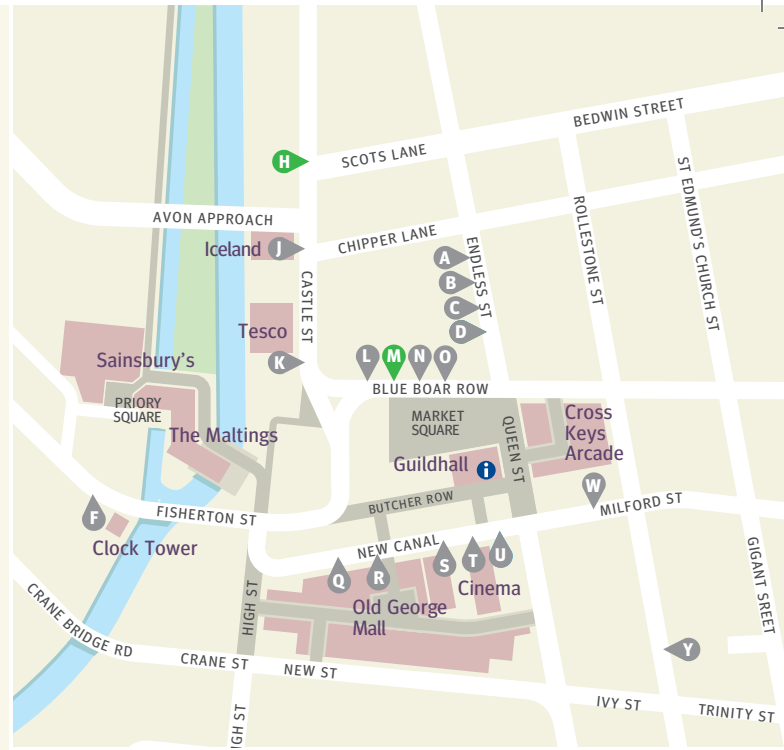 BEDWIN STREET
SCOTS LANE
H
ST EDMUND'S CHURCH ST
ROLLESTONE ST
AVON APPROACH
CHIPPER LANE
Iceland
J
ENDLESS ST
A
B
C
D
CASTLE ST
Tesco
K
L
M
N
O
Sainsbury's
BLUE BOAR ROW
PRIORY
SQUARE
MARKET
SQUARE
QUEEN ST
Cross
Keys
Arcade
The Maltings
Guildhall
i
W
BUTCHER ROW
MILFORD ST
F
FISHERTON ST
Clock Tower
NEW CANAL
Q
R
S
T
U
Cinema
Old George
Mall
GIGANT SREET
HIGH ST
CRANE BRIDGE RD
CRANE ST
NEW ST
Y
IVY ST
TRINITY ST
IGH ST